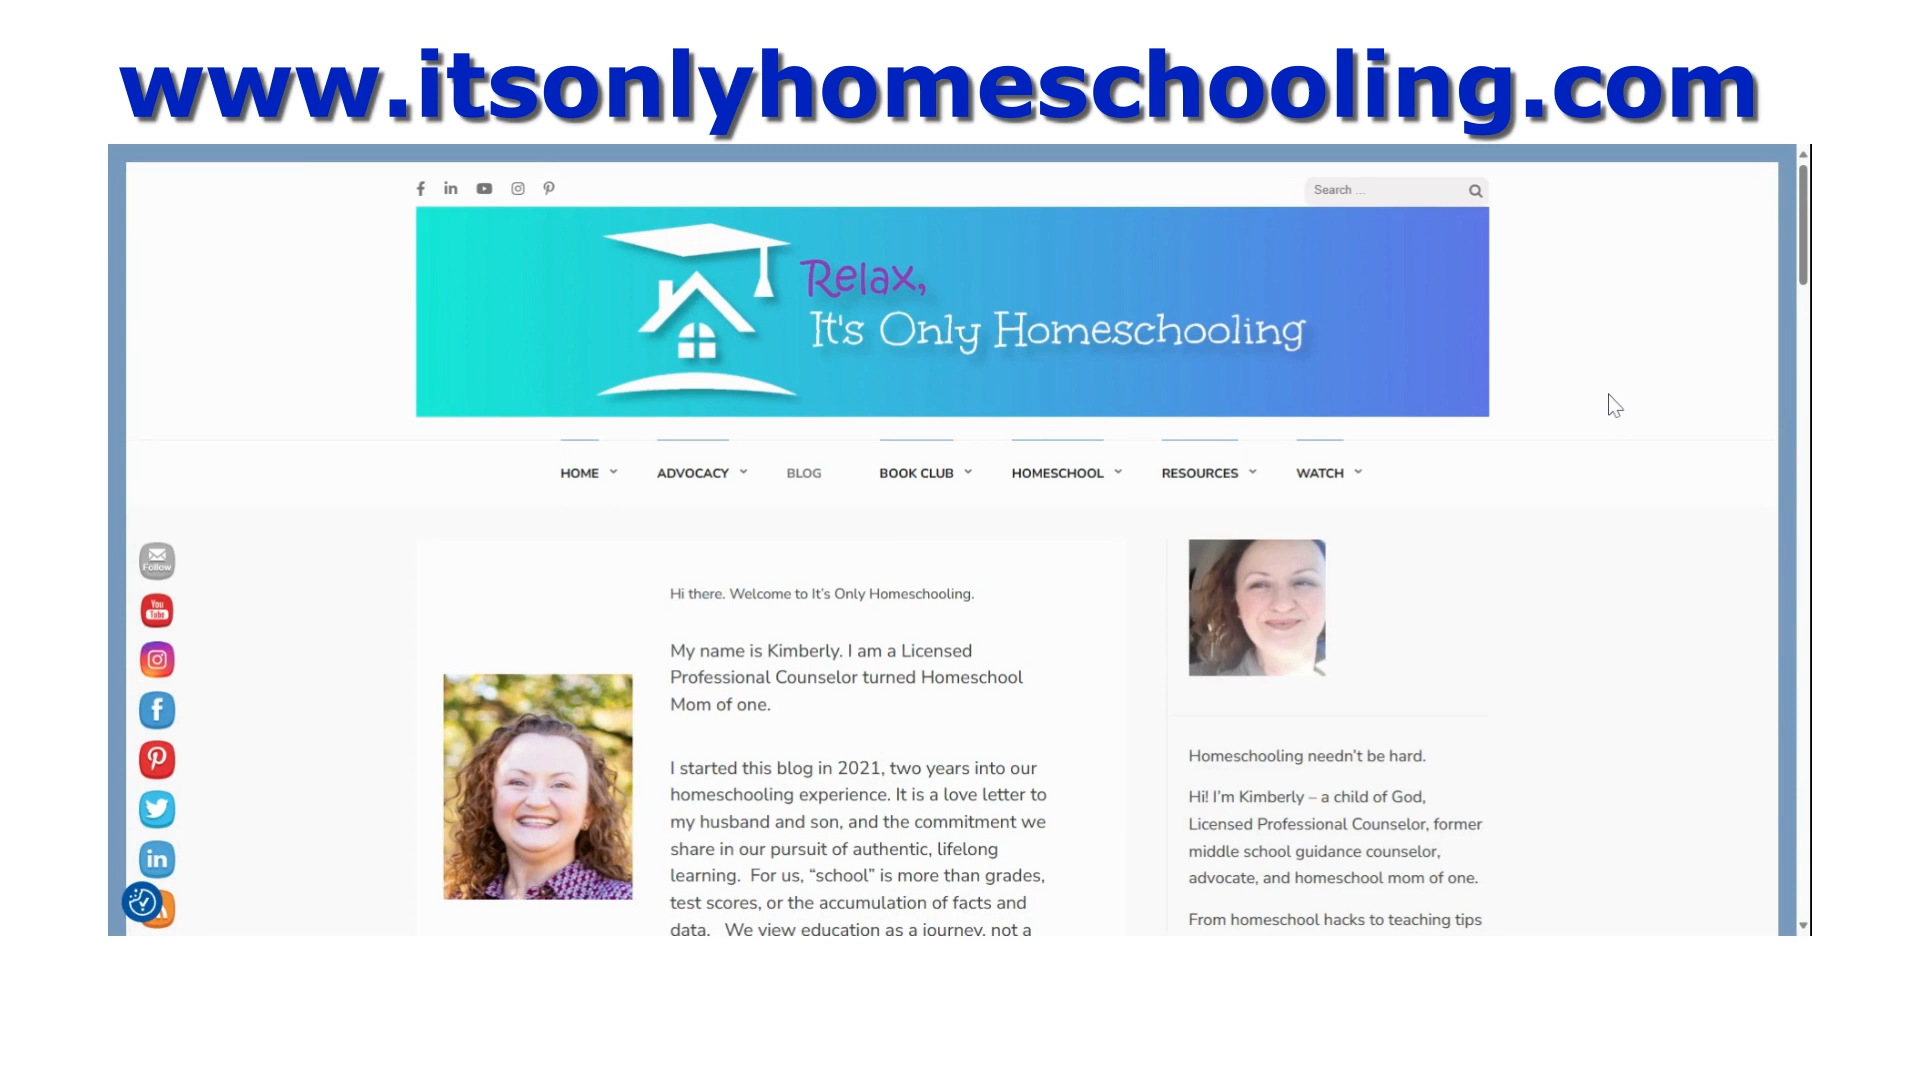 www.itsonlyhomeschooling.com
Search ...
Relax,
It's Only Homeschooling
HOME
ADVOCACY
BLOG
BOOK CLUB
HOMESCHOOL
RESOURCES
WATCH
Follow
You
Tube
Hi there. Welcome to It’s Only Homeschooling.
My name is Kimberly. I am a Licensed
Professional Counselor turned Homeschool
Mom of one.
I started this blog in 2021, two years into our
homeschooling experience. It is a love letter to
my husband and son, and the commitment we
share in our pursuit of authentic, lifelong
learning.  For us, “school” is more than grades,
test scores, or the accumulation of facts and
data.   We view education as a journey, not a
Homeschooling needn’t be hard.
Hi! I’m Kimberly – a child of God,
Licensed Professional Counselor, former
middle school guidance counselor,
advocate, and homeschool mom of one.
From homeschool hacks to teaching tips